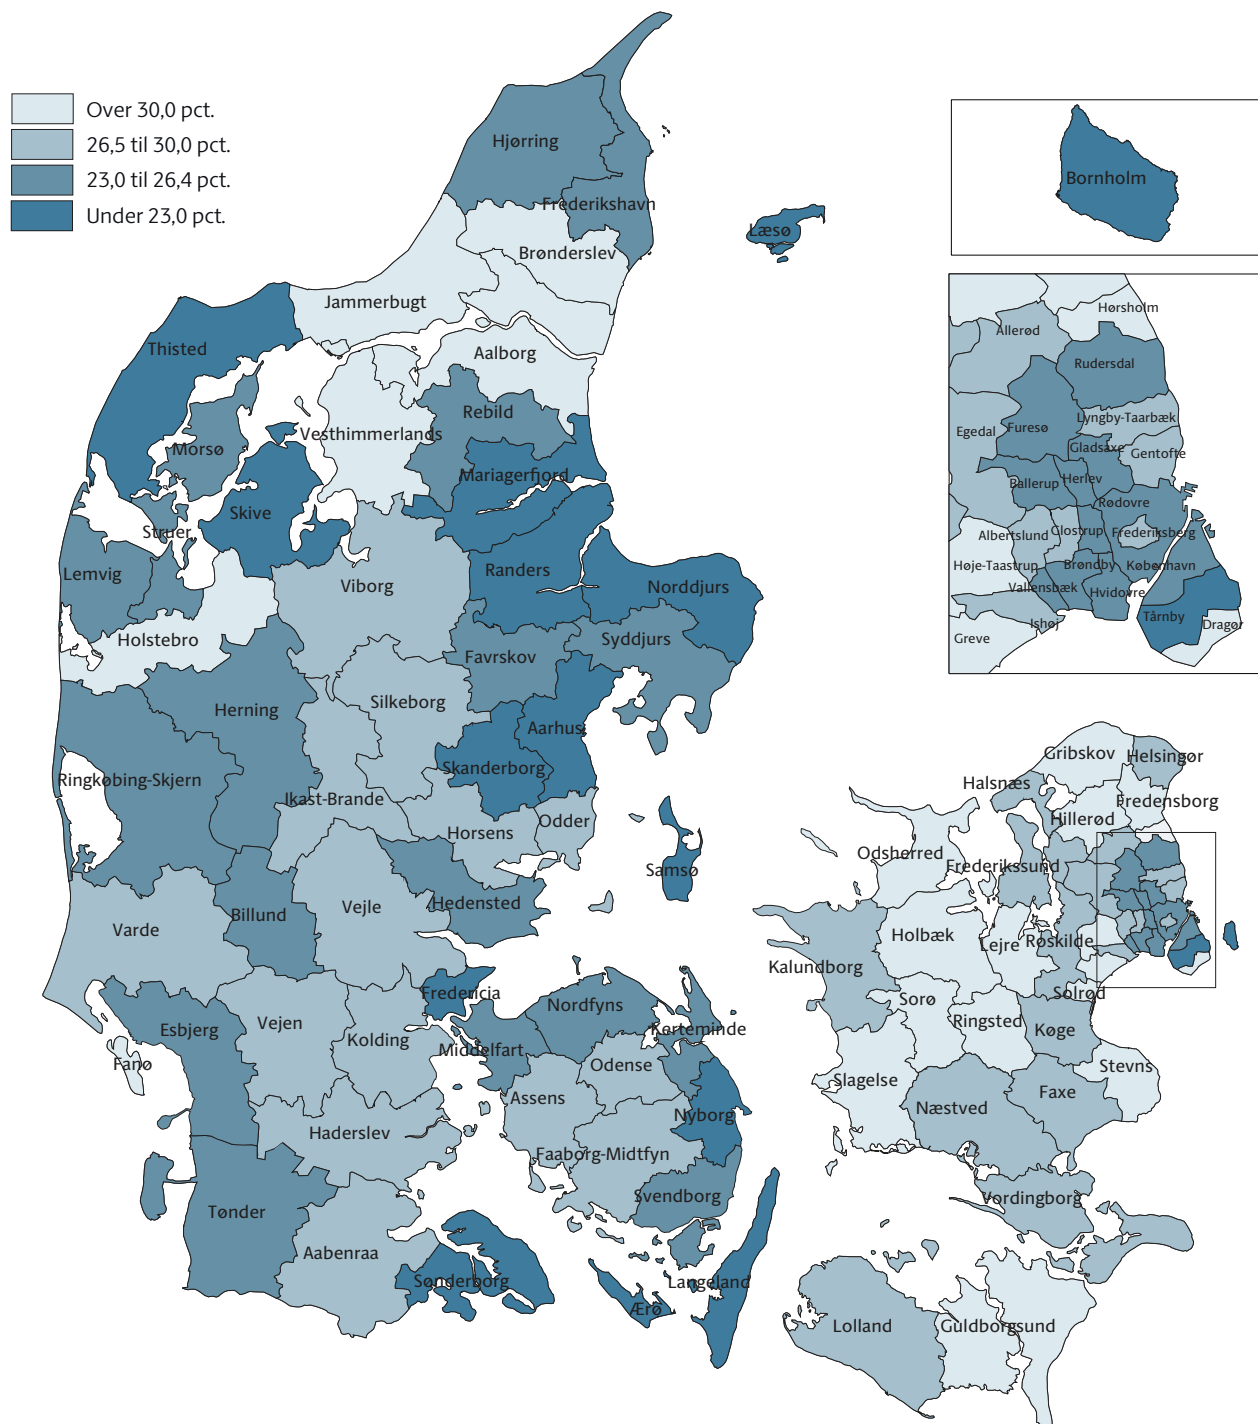 Over 30,0 pct.
26,5 til 30,0 pct.
23,0 til 26,4 pct.
Under 23,0 pct.
Hjørring
Frederikshavn
Læsø
Brønderslev
Jammerbugt
Thisted
Aalborg
Rebild
Vesthimmerlands
Morsø
Mariagerfjord
Skive
Struer
Lemvig
Viborg
Randers
Norddjurs
Holstebro
Syddjurs
Favrskov
Silkeborg
Herning
Aarhus
Skanderborg
Ringkøbing-Skjern
Ikast-Brande
Horsens
Odder
Samsø
Hedensted
Vejle
Billund
Varde
Fredericia
Nordfyns
Kerteminde
Esbjerg
Vejen
Kolding
Middelfart
Odense
Fanø
Assens
Nyborg
Haderslev
Faaborg-Midtfyn
Svendborg
Tønder
Aabenraa
Sønderborg
Langeland
Ærø
Bornholm
Hørsholm
Allerød
Rudersdal
Lyngby-Taarbæk
Egedal
Furesø
Gladsaxe
Gentofte
Ballerup
Herlev
Rødovre
Albertslund
Glostrup
Frederiksberg
Høje-Taastrup
Brøndby
København
Vallensbæk
Hvidovre
Ishøj
Tårnby
Dragør
Greve
Gribskov
Helsingør
Halsnæs
Fredensborg
Hillerød
Odsherred
Frederikssund
Holbæk
Lejre
Roskilde
Kalundborg
Solrød
Sorø
Ringsted
Køge
Stevns
Slagelse
Næstved
Faxe
Vordingborg
Lolland
Guldborgsund